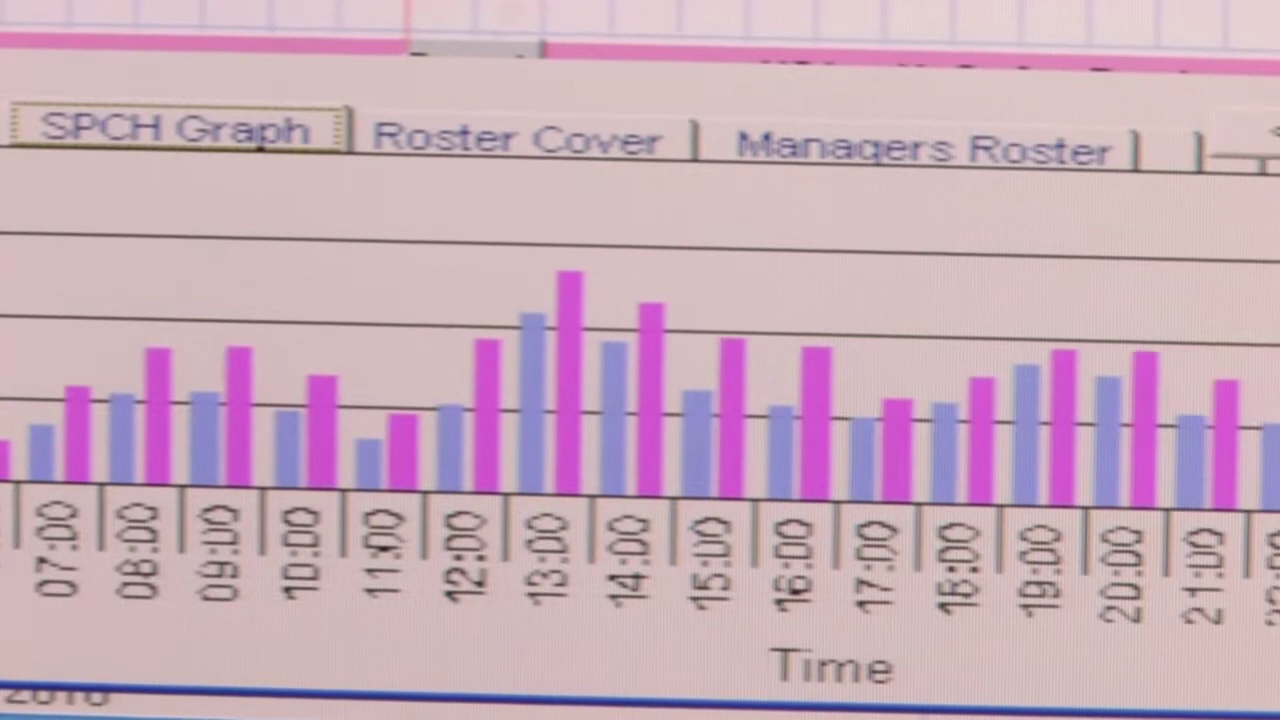 SPCH Graph Roster Cover Managers Roster
07:00 08:00 09:00 10:00 11:00 12:00 13:00 14:00 15:00 16:00 17:00 18:00 19:00 20:00 21:00
Time